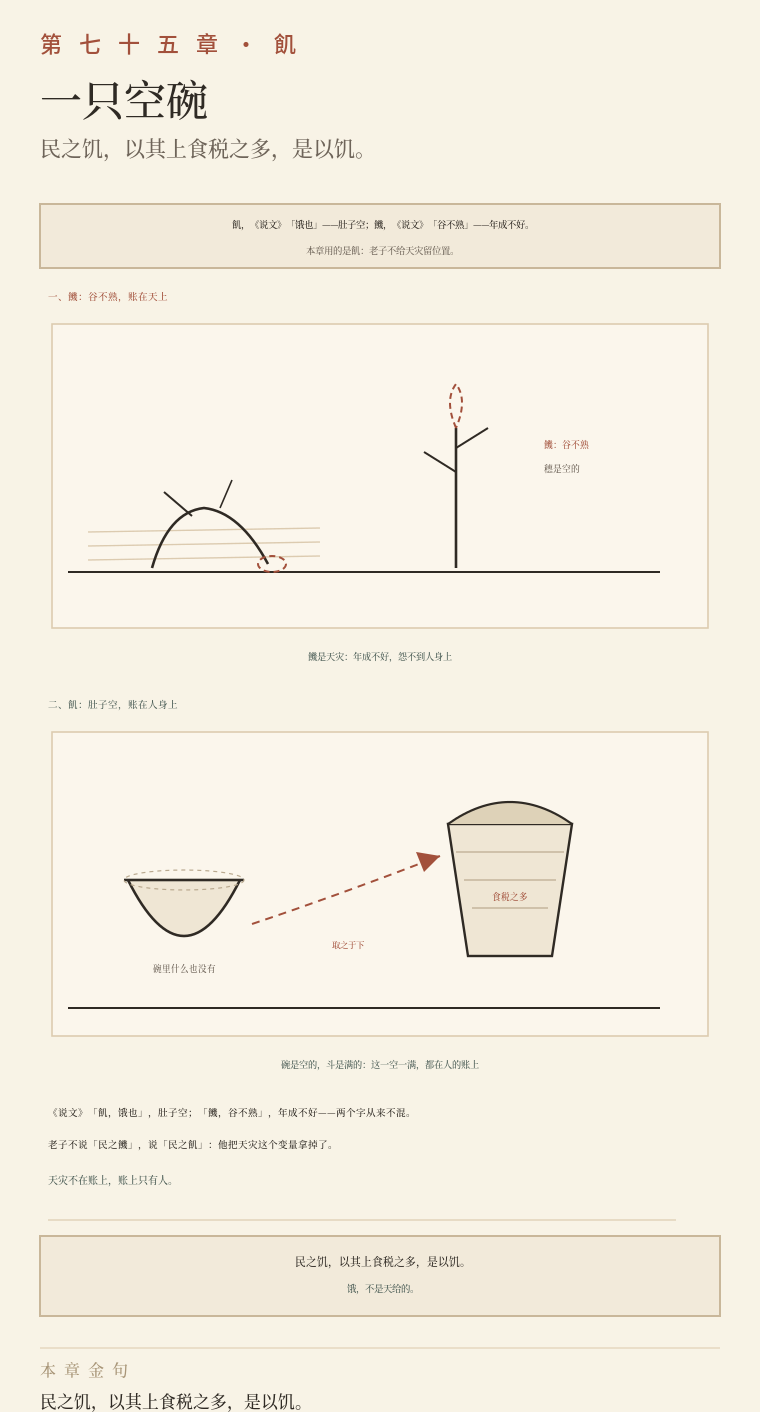 第七十五章·飢
一只空碗
民之饥，以其上食税之多，是以饥。
飢，《说文》「饿也」——肚子空；饑，《说文》「谷不熟」——年成不好。
本章用的是飢：老子不给天灾留位置。
一、饑：谷不熟，账在天上
饑：谷不熟
穗是空的
饑是天灾：年成不好，怨不到人身上
二、飢：肚子空，账在人身上
食税之多
取之于下
碗里什么也没有
碗是空的，斗是满的：这一空一满，都在人的账上
《说文》「飢，饿也」，肚子空；「饑，谷不熟」，年成不好——两个字从来不混。
老子不说「民之饑」，说「民之飢」：他把天灾这个变量拿掉了。
天灾不在账上，账上只有人。
民之饥，以其上食税之多，是以饥。
饿，不是天给的。
本章金句
民之饥，以其上食税之多，是以饥。